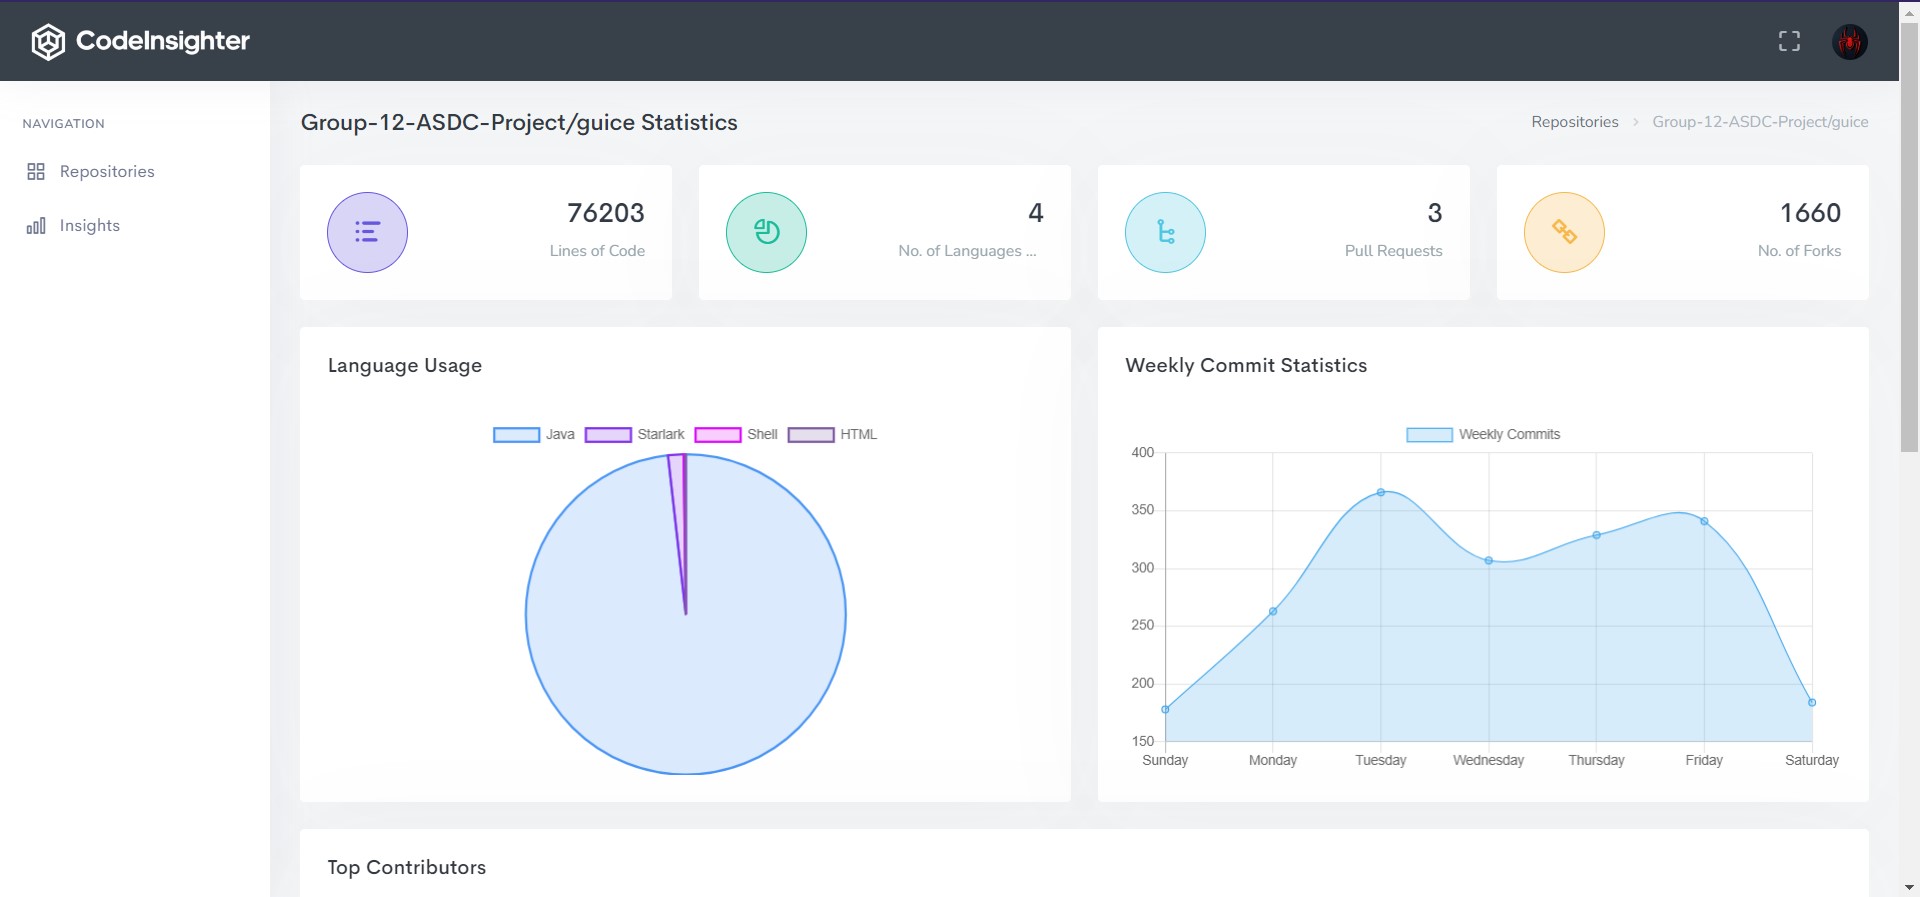 CodeInsighter
NAVIGATION
Repositories
Insights
Group-12-ASDC-Project/guice Statistics
Repositories > Group-12-ASDC-Project/guice
76203
Lines of Code
4
No. of Languages ...
3
Pull Requests
1660
No. of Forks
Language Usage
Java Starlark Shell HTML
Weekly Commit Statistics
Weekly Commits
400
350
300
250
200
150
Sunday Monday Tuesday Wednesday Thursday Friday Saturday
Top Contributors